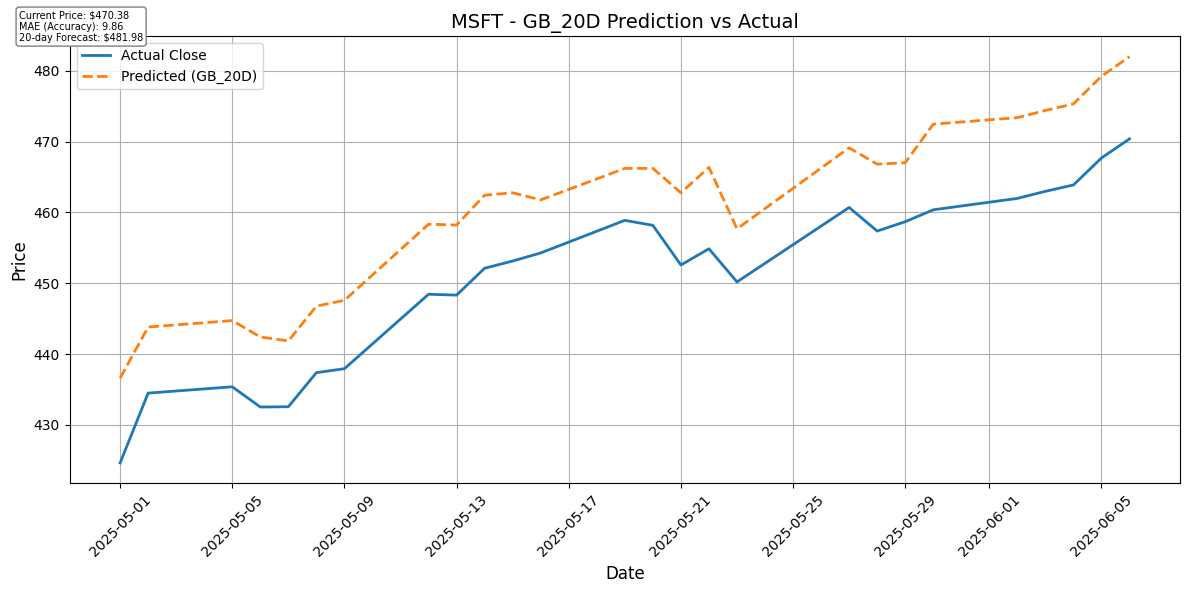 MSFT - GB_20D Prediction vs Actual
Current Price: $470.38
MAE (Accuracy): 9.86
20-day Forecast: $481.98
Actual Close
Predicted (GB_20D)
Price
480
470
460
450
440
430
2025-05-01
2025-05-05
2025-05-09
2025-05-13
2025-05-17
2025-05-21
2025-05-25
2025-05-29
2025-06-01
2025-06-05
Date